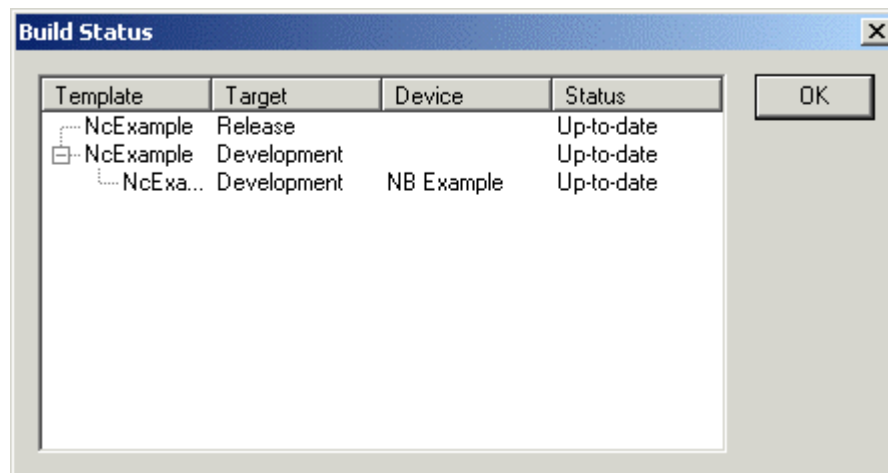 Build Status
Template Target Device Status OK
NcExample Release Up-to-date
NcExample Development Up-to-date
NcExa... Development NB Example Up-to-date